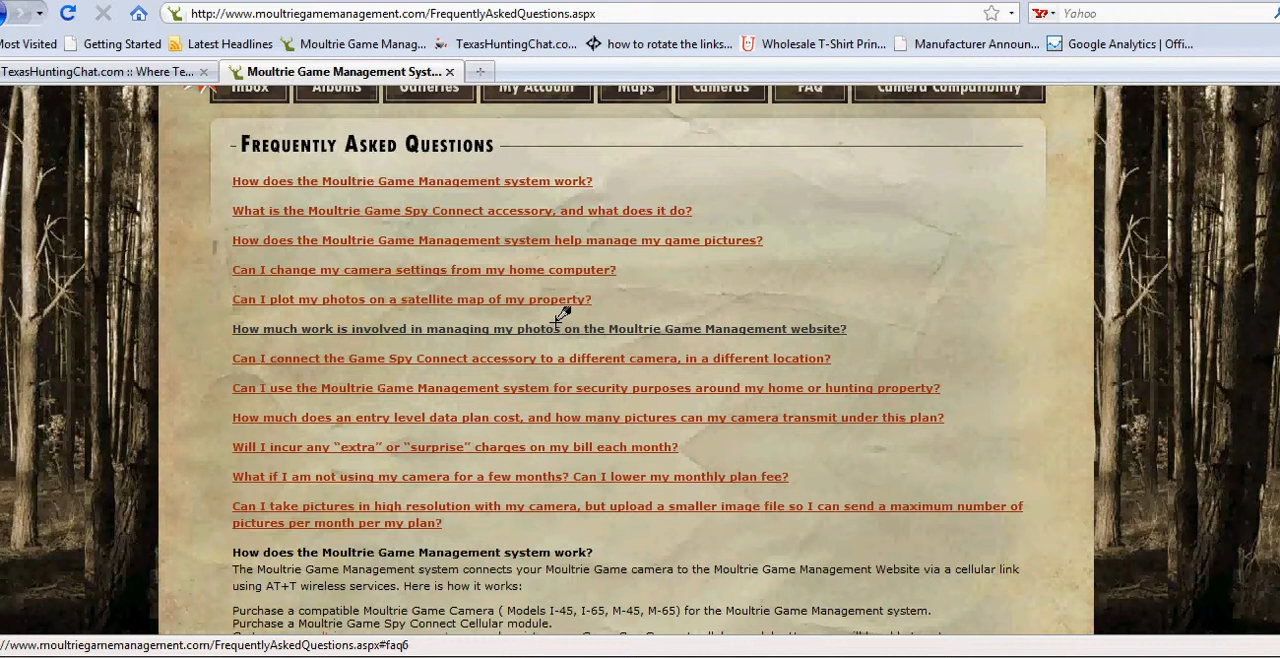 http://www.moultriegamemanagement.com/FrequentlyAskedQuestions.aspx
Yahoo
Most Visited Getting Started Latest Headlines Moultrie Game Manag... TexasHuntingChat.co... how to rotate the links... Wholesale T-Shirt Prin... Manufacturer Announ... Google Analytics | Offi...
TexasHuntingChat.com :: Where Te... Moultrie Game Management Syst...
Inbox Albums Galleries My Account Maps Cameras FAQ Camera Compatibility
Frequently Asked Questions
How does the Moultrie Game Management system work?
What is the Moultrie Game Spy Connect accessory, and what does it do?
How does the Moultrie Game Management system help manage my game pictures?
Can I change my camera settings from my home computer?
Can I plot my photos on a satellite map of my property?
How much work is involved in managing my photos on the Moultrie Game Management website?
Can I connect the Game Spy Connect accessory to a different camera, in a different location?
Can I use the Moultrie Game Management system for security purposes around my home or hunting property?
How much does an entry level data plan cost, and how many pictures can my camera transmit under this plan?
Will I incur any “extra” or “surprise” charges on my bill each month?
What if I am not using my camera for a few months? Can I lower my monthly plan fee?
Can I take pictures in high resolution with my camera, but upload a smaller image file so I can send a maximum number of
pictures per month per my plan?
How does the Moultrie Game Management system work?
The Moultrie Game Management system connects your Moultrie Game camera to the Moultrie Game Management Website via a cellular link
using AT+T wireless services. Here is how it works:
Purchase a compatible Moultrie Game Camera ( Models I-45, I-65, M-45, M-65) for the Moultrie Game Management system.
Purchase a Moultrie Game Spy Connect Cellular module.
//www.moultriegamemanagement.com/FrequentlyAskedQuestions.aspx#faq6